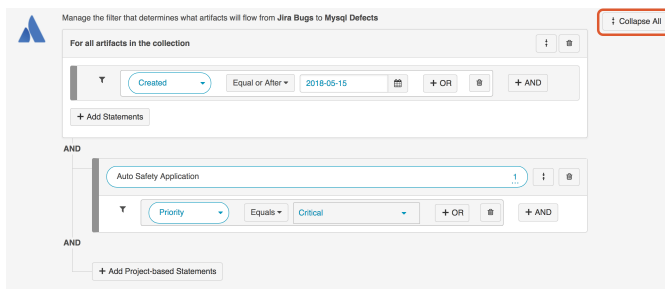 Manage the filter that determines what artifacts will flow from Jira Bugs to Mysql Defects
Collapse All
For all artifacts in the collection
Created Equal or After 2018-05-15 + OR + AND
+ Add Statements
AND
Auto Safety Application 1
Priority Equals Critical + OR + AND
AND
+ Add Project-based Statements